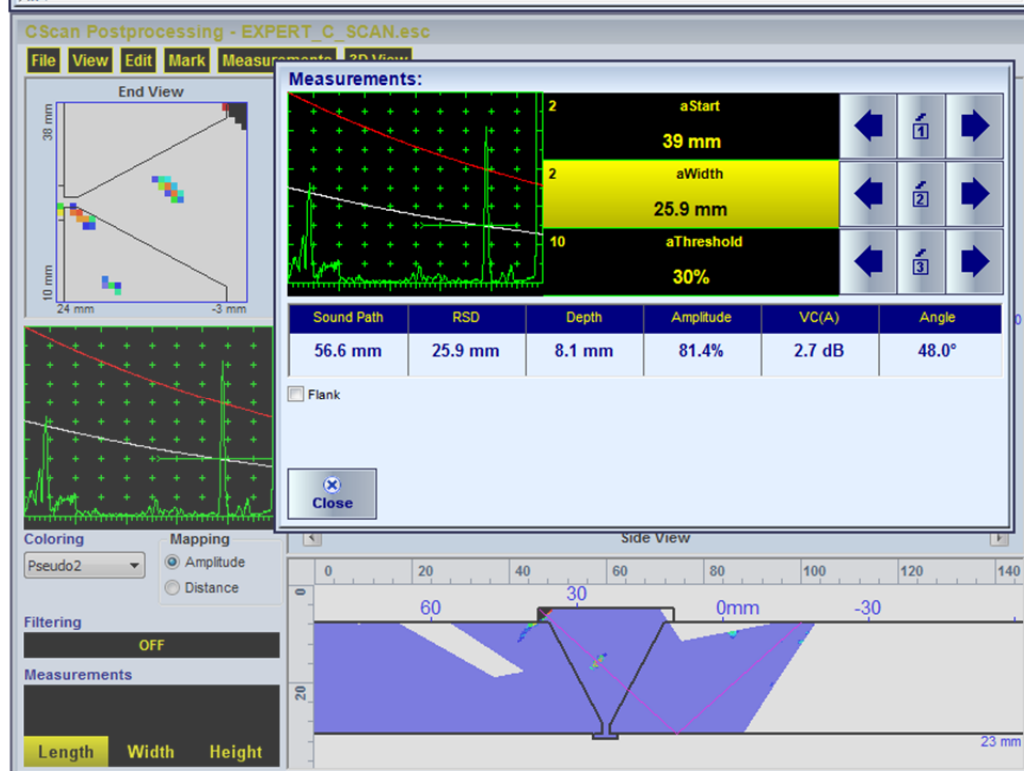 CScan Postprocessing - EXPERT_C_SCAN.esc
File View Edit Mark Measurements 3D View
End View
38 mm
10 mm
24 mm -3 mm
Measurements:
2 aStart
39 mm
1
2 aWidth
25.9 mm
2
10 aThreshold
30%
3
Sound Path RSD Depth Amplitude VC(A) Angle
56.6 mm 25.9 mm 8.1 mm 81.4% 2.7 dB 48.0°
Flank
Close
0
Coloring
Pseudo2
Mapping
Amplitude
Distance
Filtering
OFF
Measurements
Length Width Height
Side View
0 20 40 60 80 100 120 140
60 30 0mm -30
0
20
23 mm